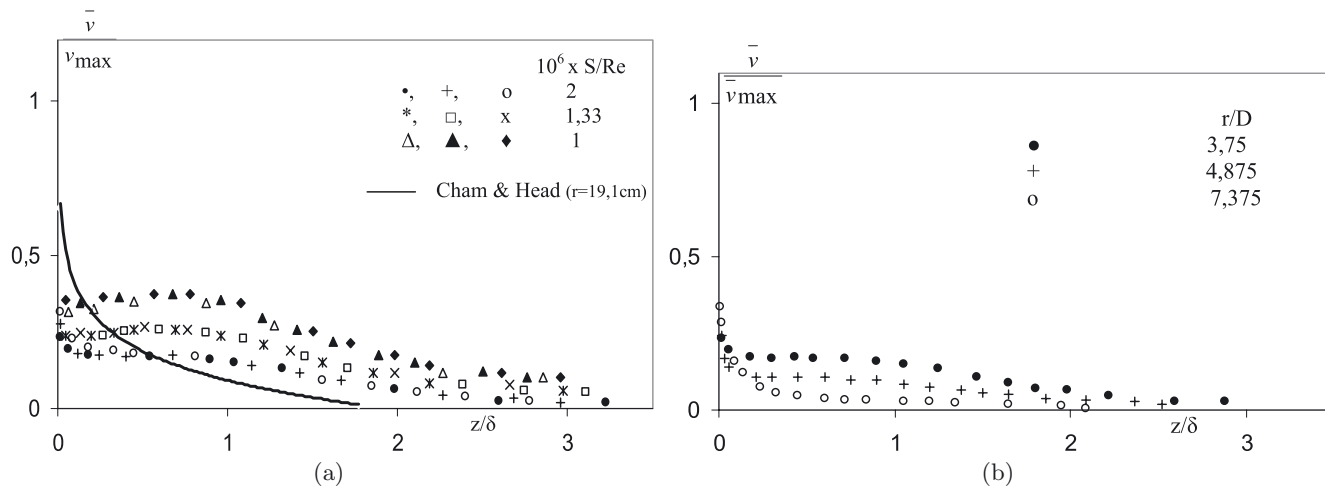 v̅
v max
1
0,5
0
0
1
2
3
z/δ
10⁶ x S/Re
•, +, o 2
*, □, x 1,33
△, ▲, ◆ 1
Cham & Head (r=19,1cm)
(a)
v̅
v̅ max
1
0,5
0
0
1
2
3
z/δ
r/D
● 3,75
+ 4,875
o 7,375
(b)